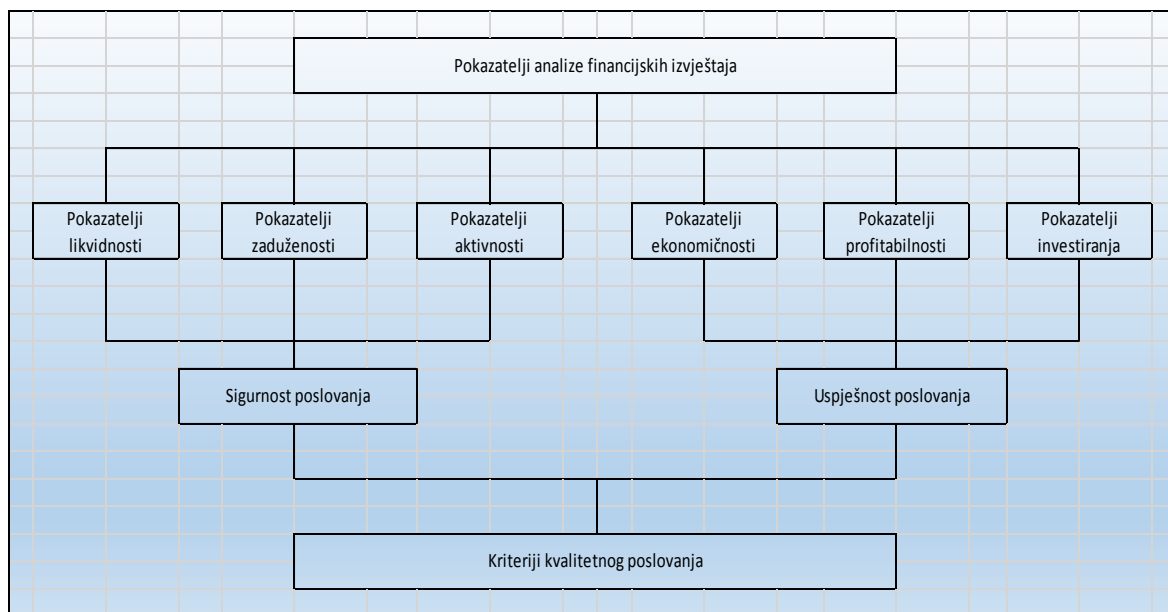 Pokazatelji analize financijskih izvještaja
Pokazatelji
likvidnosti
Pokazatelji
zaduženosti
Pokazatelji
aktivnosti
Pokazatelji
ekonomičnosti
Pokazatelji
profitabilnosti
Pokazatelji
investiranja
Sigurnost poslovanja
Uspješnost poslovanja
Kriteriji kvalitetnog poslovanja